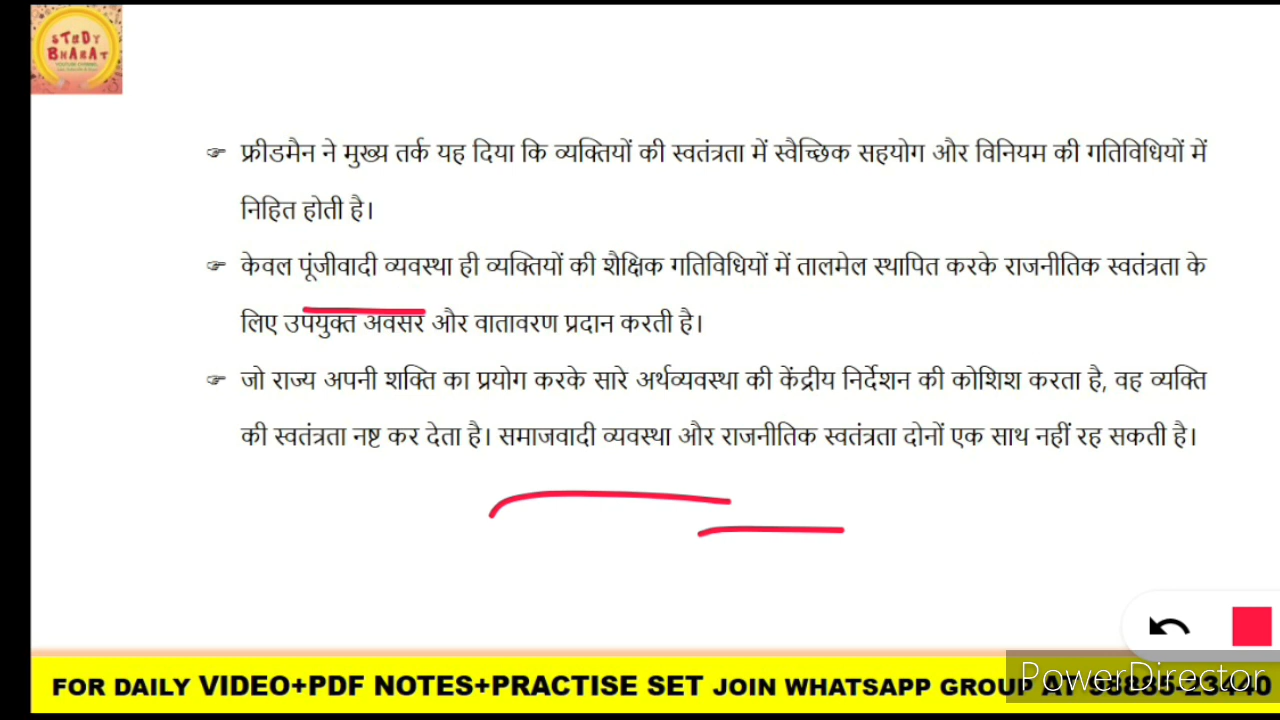 STUDY
BHARAT
☞ फ्रीडमैन ने मुख्य तर्क यह दिया कि व्यक्तियों की स्वतंत्रता में स्वैच्छिक सहयोग और विनियम की गतिविधियों में
निहित होती है।
☞ केवल पूंजीवादी व्यवस्था ही व्यक्तियों की शैक्षिक गतिविधियों में तालमेल स्थापित करके राजनीतिक स्वतंत्रता के
लिए उपयुक्त अवसर और वातावरण प्रदान करती है।
☞ जो राज्य अपनी शक्ति का प्रयोग करके सारे अर्थव्यवस्था की केंद्रीय निर्देशन की कोशिश करता है, वह व्यक्ति
की स्वतंत्रता नष्ट कर देता है। समाजवादी व्यवस्था और राजनीतिक स्वतंत्रता दोनों एक साथ नहीं रह सकती है।
FOR DAILY VIDEO+PDF NOTES+PRACTISE SET JOIN WHATSAPP GROUP AT
PowerDirector